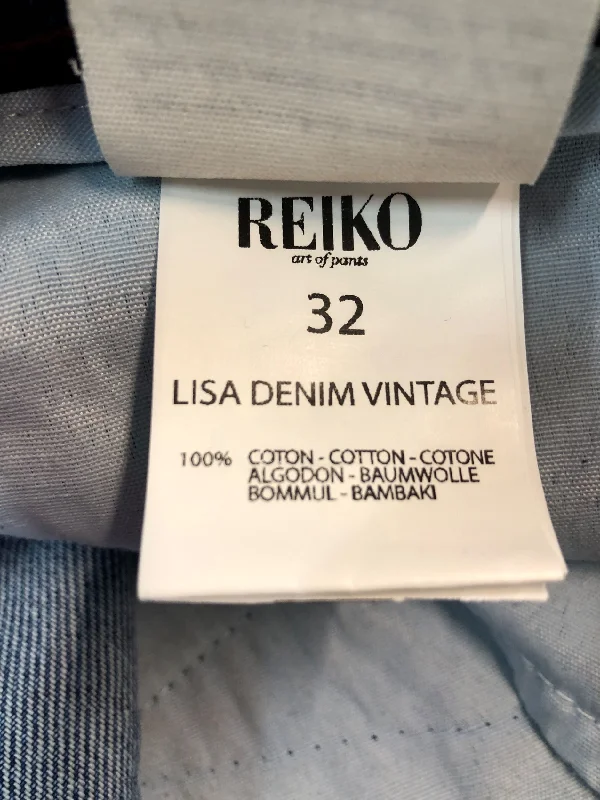 REIKO
art of pants
32
LISA DENIM VINTAGE
100% COTON - COTTON - COTONE
ALGODON - BAUMWOLLE
BOMMUL - BAMBAKI